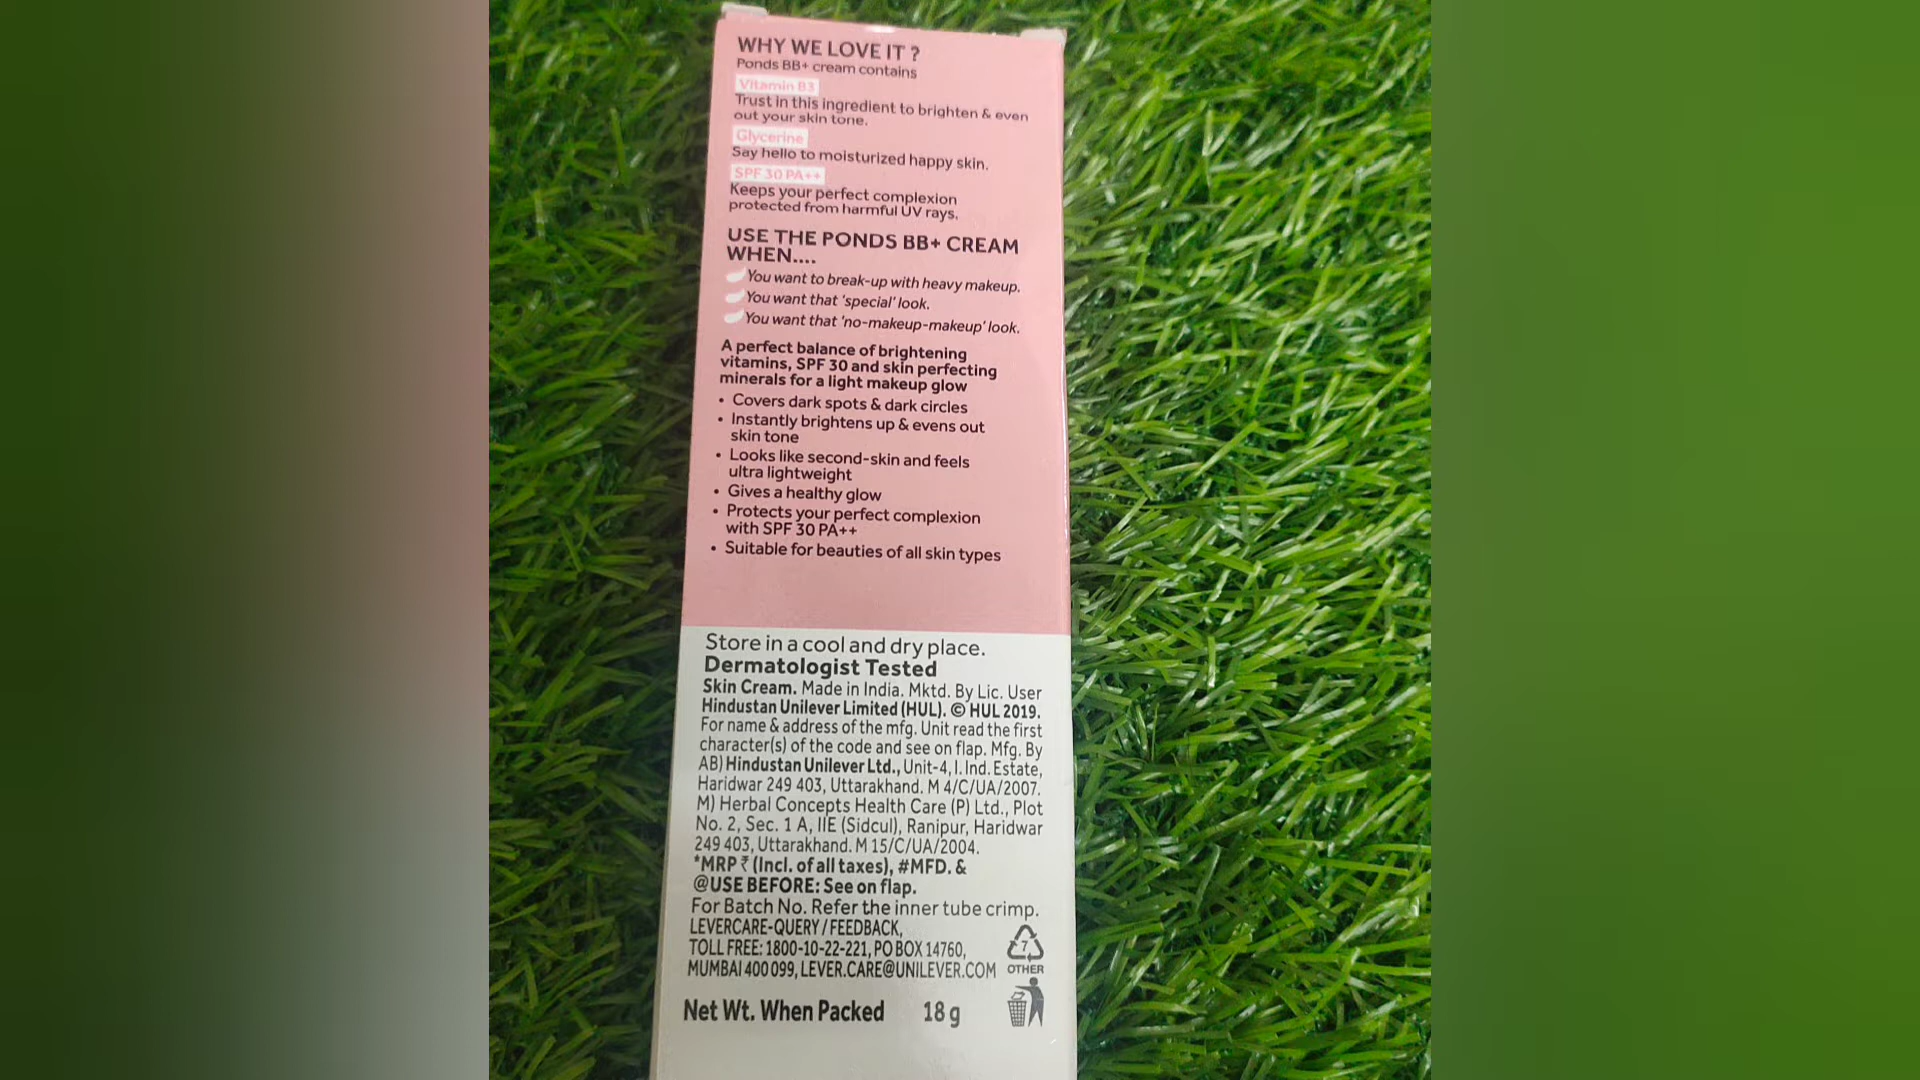 WHY WE LOVE IT ?
Ponds BB+ cream contains
Vitamin B3
Trust in this ingredient to brighten & even
out your skin tone.
Glycerine
Say hello to moisturized happy skin.
SPF 30 PA++
Keeps your perfect complexion
protected from harmful UV rays.
USE THE PONDS BB+ CREAM
WHEN....
You want to break-up with heavy makeup.
You want that 'special' look.
You want that 'no-makeup-makeup' look.
A perfect balance of brightening
vitamins, SPF 30 and skin perfecting
minerals for a light makeup glow
• Covers dark spots & dark circles
• Instantly brightens up & evens out
skin tone
• Looks like second-skin and feels
ultra lightweight
• Gives a healthy glow
• Protects your perfect complexion
with SPF 30 PA++
• Suitable for beauties of all skin types
Store in a cool and dry place.
Dermatologist Tested
Skin Cream. Made in India. Mktd. By Lic. User
Hindustan Unilever Limited (HUL). © HUL 2019.
For name & address of the mfg. Unit read the first
character(s) of the code and see on flap. Mfg. By
AB) Hindustan Unilever Ltd., Unit-4, I. Ind. Estate,
Haridwar 249 403, Uttarakhand. M 4/C/UA/2007.
M) Herbal Concepts Health Care (P) Ltd., Plot
No. 2, Sec. 1 A, IIE (Sidcul), Ranipur, Haridwar
249 403, Uttarakhand. M 15/C/UA/2004.
*MRP ₹ (Incl. of all taxes), #MFD. &
@USE BEFORE: See on flap.
For Batch No. Refer the inner tube crimp.
LEVERCARE-QUERY / FEEDBACK,
TOLL FREE: 1800-10-22-221, PO BOX 14760,
MUMBAI 400 099, LEVER.CARE@UNILEVER.COM
7
OTHER
Net Wt. When Packed 18 g